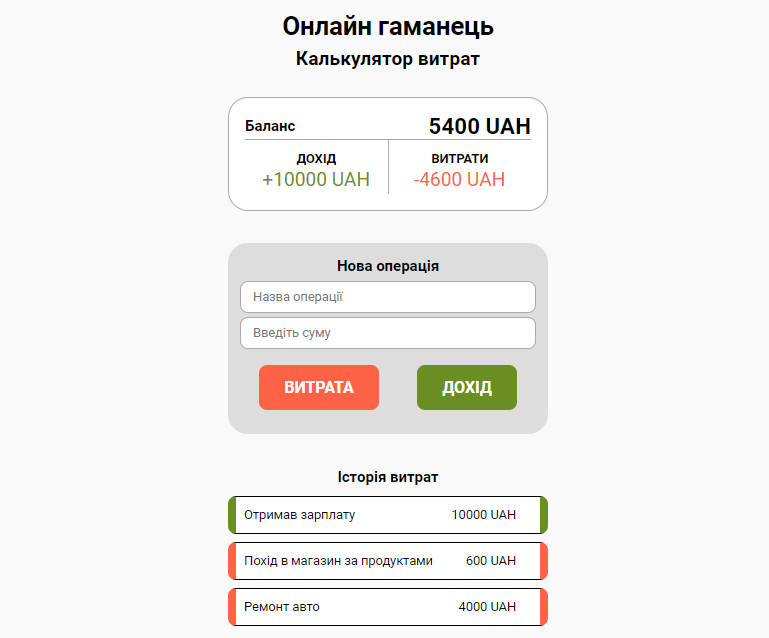 Онлайн гаманець
Калькулятор витрат
Баланс 5400 UAH
ДОХІД ВИТРАТИ
+10000 UAH -4600 UAH
Нова операція
Назва операції
Введіть суму
ВИТРАТА ДОХІД
Історія витрат
Отримав зарплату 10000 UAH
Похід в магазин за продуктами 600 UAH
Ремонт авто 4000 UAH